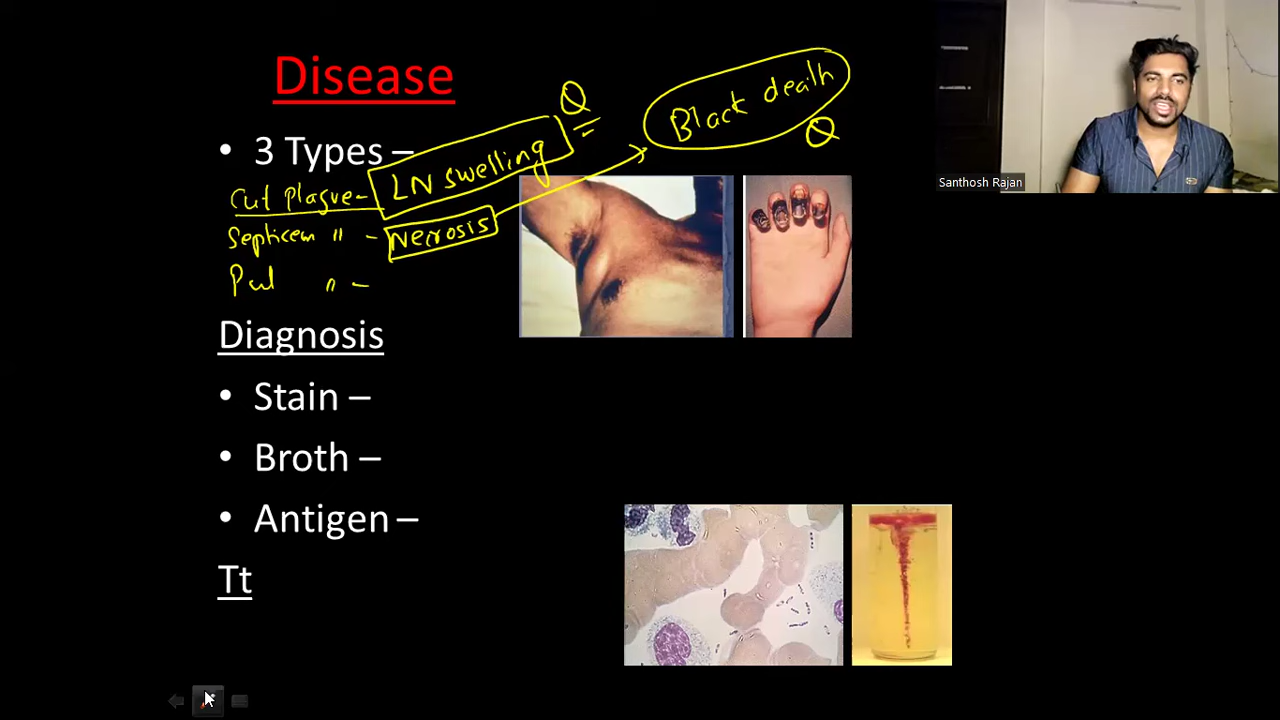 Disease
Black death
Q
Q
Santhosh Rajan
• 3 Types –
LN swelling
Cut Plague –
Septicem " – Necrosis
Pul " –
Diagnosis
• Stain –
• Broth –
• Antigen –
Tt